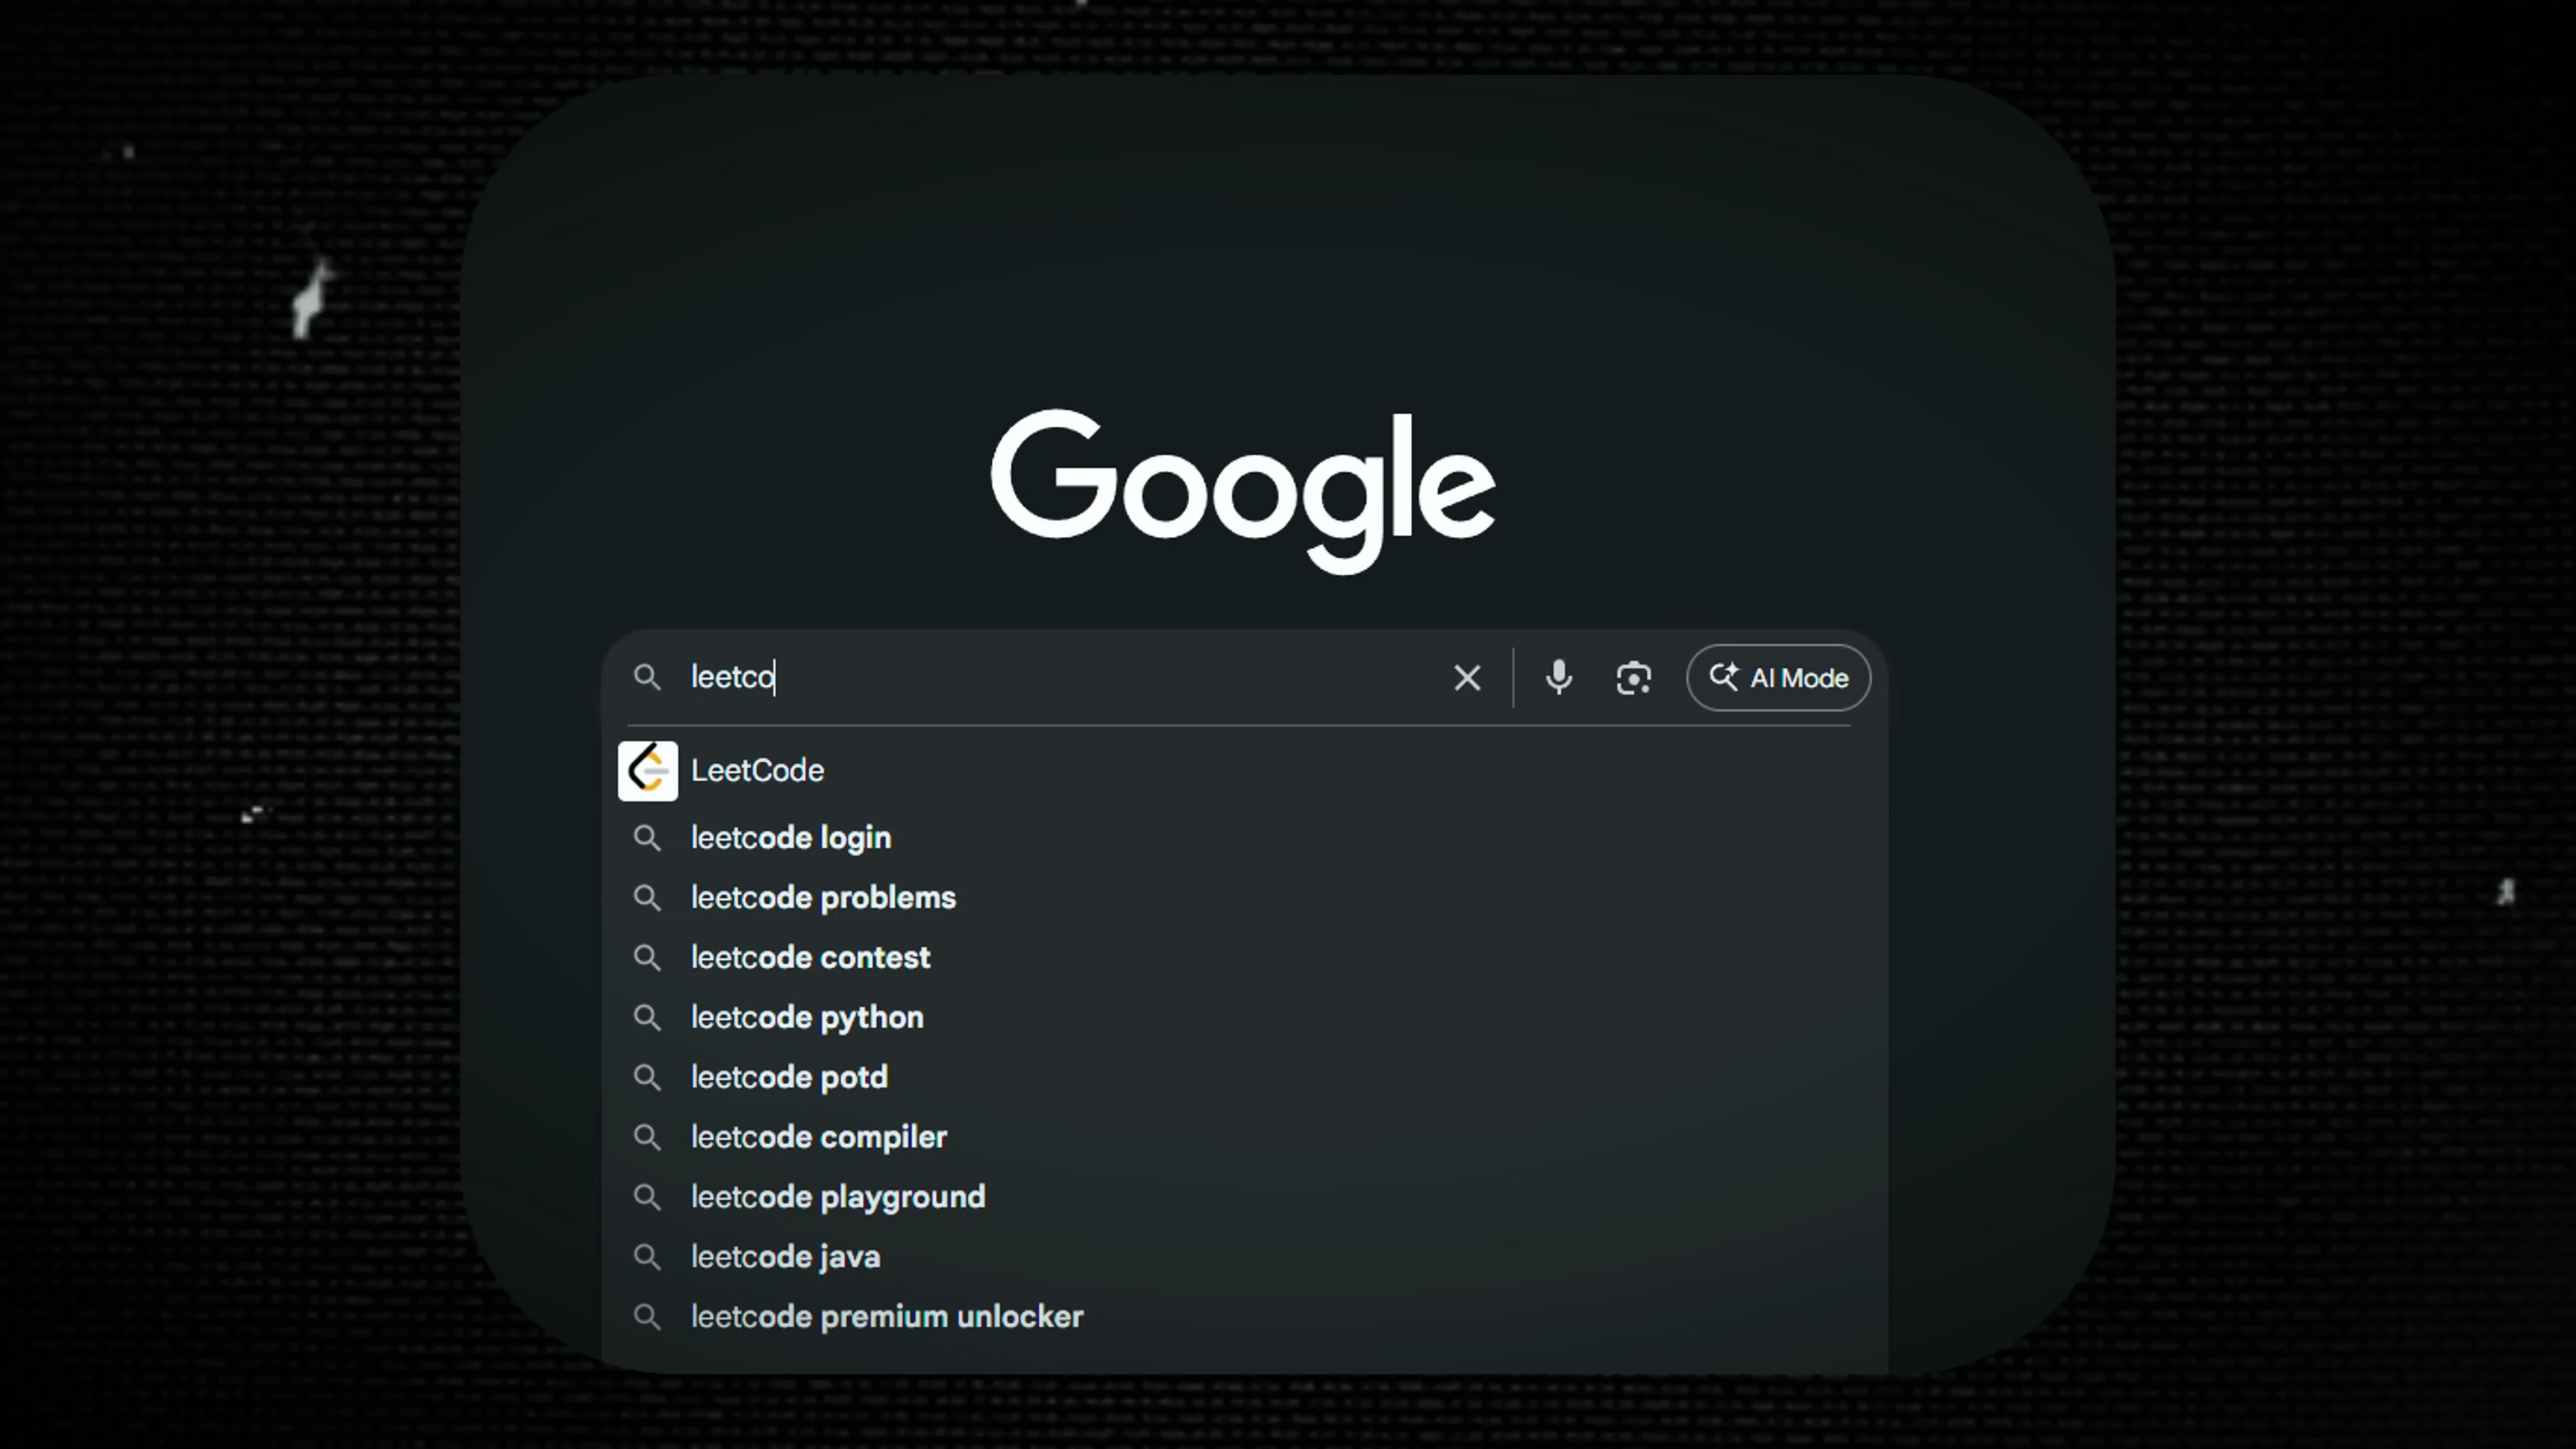 Google
leetco
AI Mode
LeetCode
leetcode login
leetcode problems
leetcode contest
leetcode python
leetcode potd
leetcode compiler
leetcode playground
leetcode java
leetcode premium unlocker